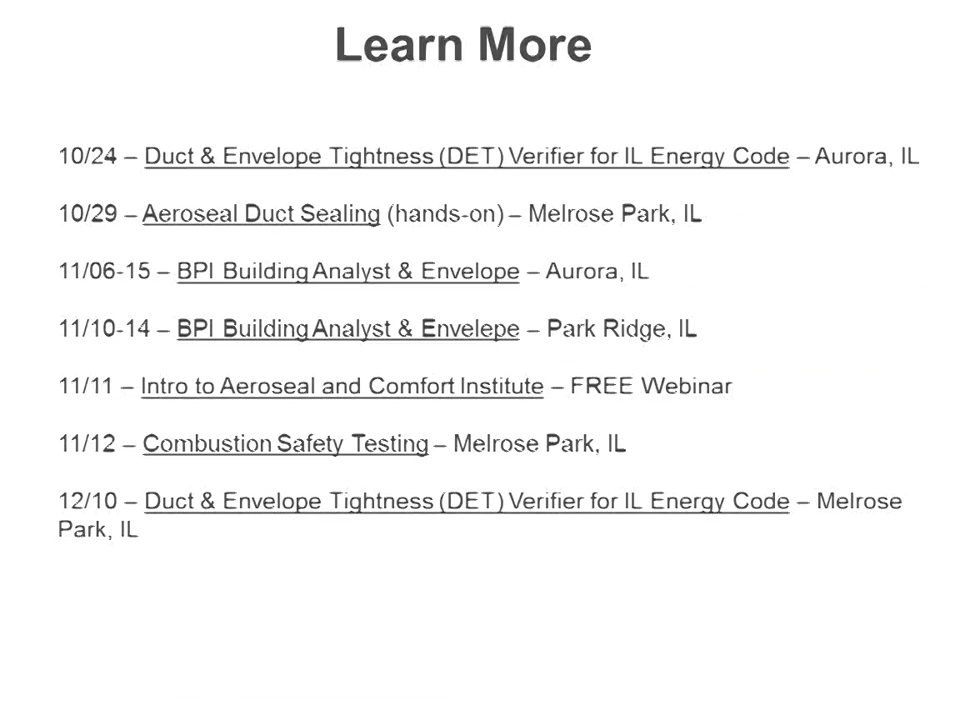 Learn More
10/24 – Duct & Envelope Tightness (DET) Verifier for IL Energy Code – Aurora, IL
10/29 – Aeroseal Duct Sealing (hands-on) – Melrose Park, IL
11/06-15 – BPI Building Analyst & Envelope – Aurora, IL
11/10-14 – BPI Building Analyst & Envelepe – Park Ridge, IL
11/11 – Intro to Aeroseal and Comfort Institute – FREE Webinar
11/12 – Combustion Safety Testing – Melrose Park, IL
12/10 – Duct & Envelope Tightness (DET) Verifier for IL Energy Code – Melrose
Park, IL